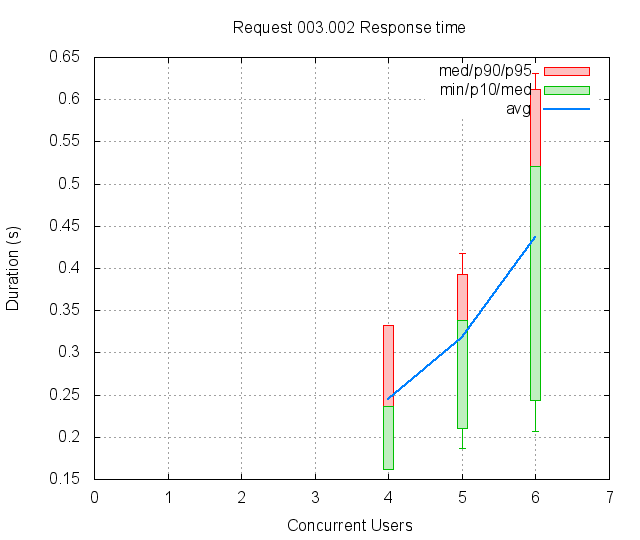 Request 003.002 Response time
0.65
0.6
0.55
0.5
0.45
0.4
0.35
0.3
0.25
0.2
0.15
Duration (s)
med/p90/p95
min/p10/med
avg
0 1 2 3 4 5 6 7
Concurrent Users